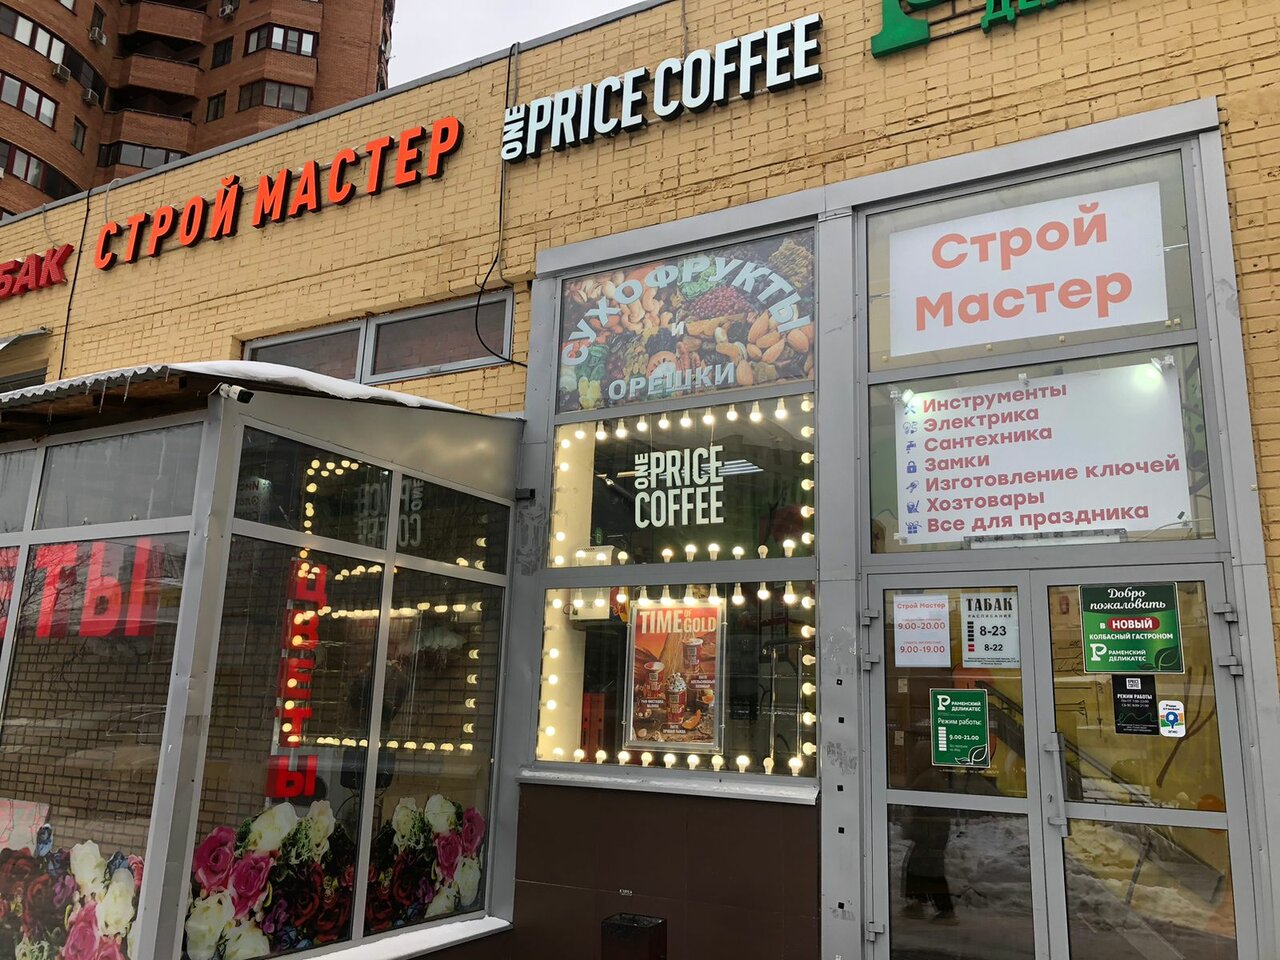 БАК
СТРОЙ МАСТЕР
ONE PRICE COFFEE
СУХОФРУКТЫ
И
ОРЕШКИ
ONE PRICE
COFFEE
TIME OF
GOLD
Строй
Мастер
Инструменты
Электрика
Сантехника
Замки
Изготовление ключей
Хозтовары
Все для праздника
ТЫ
ЦВЕТЫ
Строй Мастер
9.00-20.00
9.00-19.00
ТАБАК
РАСПИСАНИЕ
8-23
8-22
РАМЕНСКИЙ
ДЕЛИКАТЕС
Режим работы:
9.00-21.00
Добро
пожаловать
в НОВЫЙ
КОЛБАСНЫЙ ГАСТРОНОМ
РАМЕНСКИЙ
ДЕЛИКАТЕС
РЕЖИМ РАБОТЫ
2ГИС